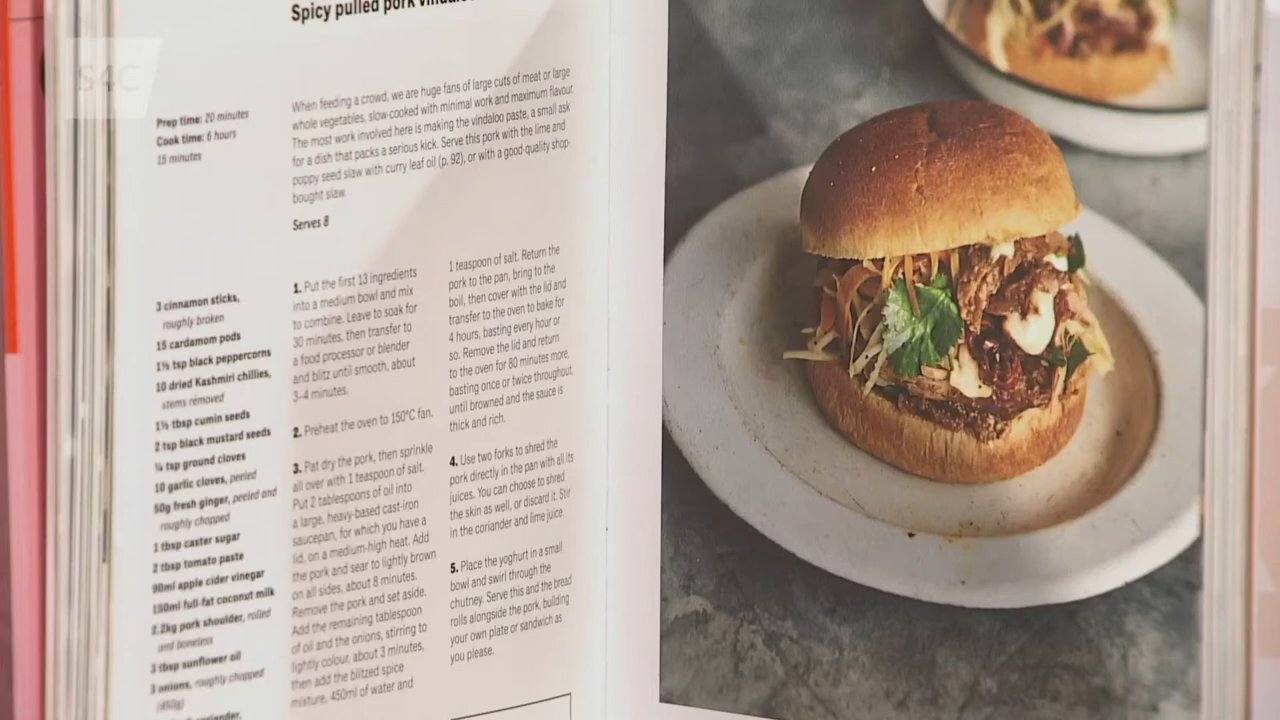 S4C
Spicy pulled pork
Prep time: 20 minutes
Cook time: 6 hours
15 minutes
When feeding a crowd, we are huge fans of large cuts of meat or large
whole vegetables, slow-cooked with minimal work and maximum flavour.
The most work involved here is making the vindaloo paste, a small ask
for a dish that packs a serious kick. Serve this pork with the lime and
poppy seed slaw with curry leaf oil (p. 92), or with a good-quality shop-
bought slaw.
Serves 8
3 cinnamon sticks,
roughly broken
15 cardamom pods
1½ tsp black peppercorns
10 dried Kashmiri chillies,
stems removed
1½ tbsp cumin seeds
2 tsp black mustard seeds
tsp ground cloves
10 garlic cloves, peeled
50g fresh ginger, peeled and
roughly chopped
1 tbsp caster sugar
2 tbsp tomato paste
90ml apple cider vinegar
150ml full-fat coconut milk
2.2kg pork shoulder, rolled
and boneless
3 tbsp sunflower oil
3 onions, roughly chopped
(450g)
1. Put the first 13 ingredients
into a medium bowl and mix
to combine. Leave to soak for
30 minutes, then transfer to
a food processor or blender
and blitz until smooth, about
3–4 minutes.
2. Preheat the oven to 150°C fan.
3. Pat dry the pork, then sprinkle
all over with 1 teaspoon of salt.
Put 2 tablespoons of oil into
a large, heavy-based cast-iron
saucepan, for which you have a
lid, on a medium-high heat. Add
the pork and sear to lightly brown
on all sides, about 8 minutes.
Remove the pork and set aside.
Add the remaining tablespoon
of oil and the onions, stirring to
lightly colour, about 3 minutes,
then add the blitzed spice
mixture, 450ml of water and
1 teaspoon of salt. Return the
pork to the pan, bring to the
boil, then cover with the lid and
transfer to the oven to bake for
4 hours, basting every hour or
so. Remove the lid and return
to the oven for 80 minutes more,
basting once or twice throughout,
until browned and the sauce is
thick and rich.
4. Use two forks to shred the
pork directly in the pan with all its
juices. You can choose to shred
the skin as well, or discard it. Stir
in the coriander and lime juice.
5. Place the yoghurt in a small
bowl and swirl through the
chutney. Serve this and the bread
rolls alongside the pork, building
your own plate or sandwich as
you please.